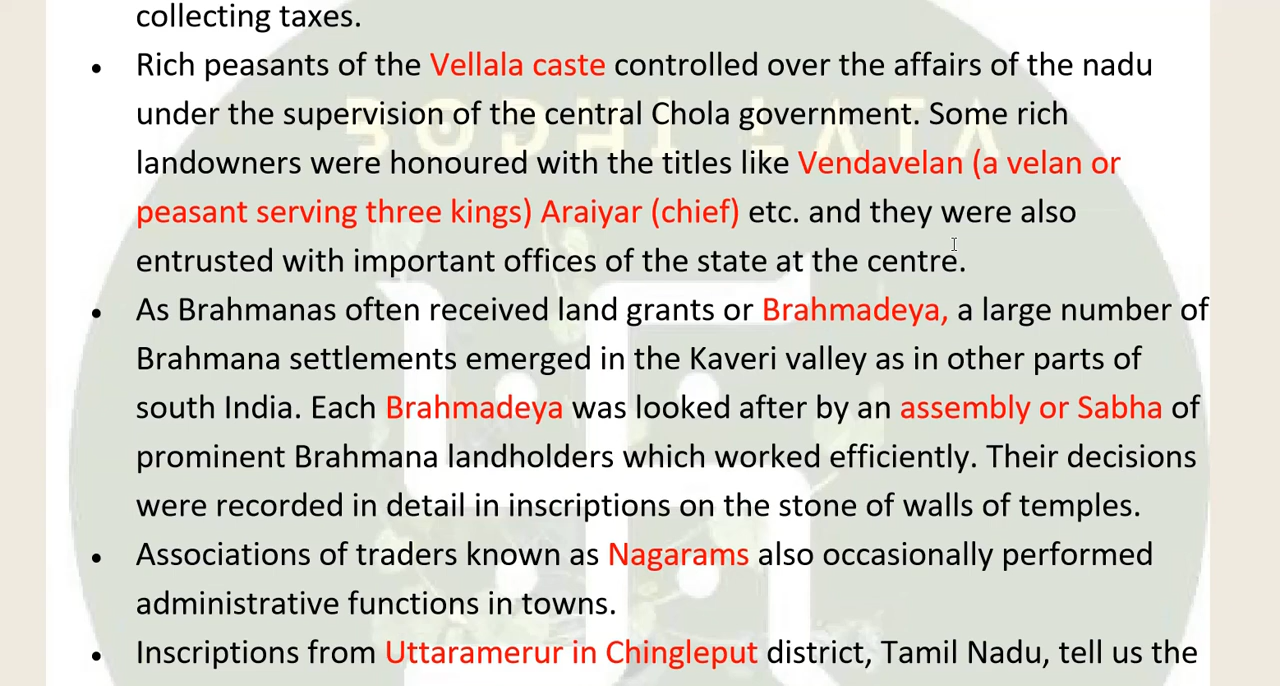 collecting taxes.
• Rich peasants of the Vellala caste controlled over the affairs of the nadu
under the supervision of the central Chola government. Some rich
landowners were honoured with the titles like Vendavelan (a velan or
peasant serving three kings) Araiyar (chief) etc. and they were also
entrusted with important offices of the state at the centre.
• As Brahmanas often received land grants or Brahmadeya, a large number of
Brahmana settlements emerged in the Kaveri valley as in other parts of
south India. Each Brahmadeya was looked after by an assembly or Sabha of
prominent Brahmana landholders which worked efficiently. Their decisions
were recorded in detail in inscriptions on the stone of walls of temples.
• Associations of traders known as Nagarams also occasionally performed
administrative functions in towns.
• Inscriptions from Uttaramerur in Chingleput district, Tamil Nadu, tell us the